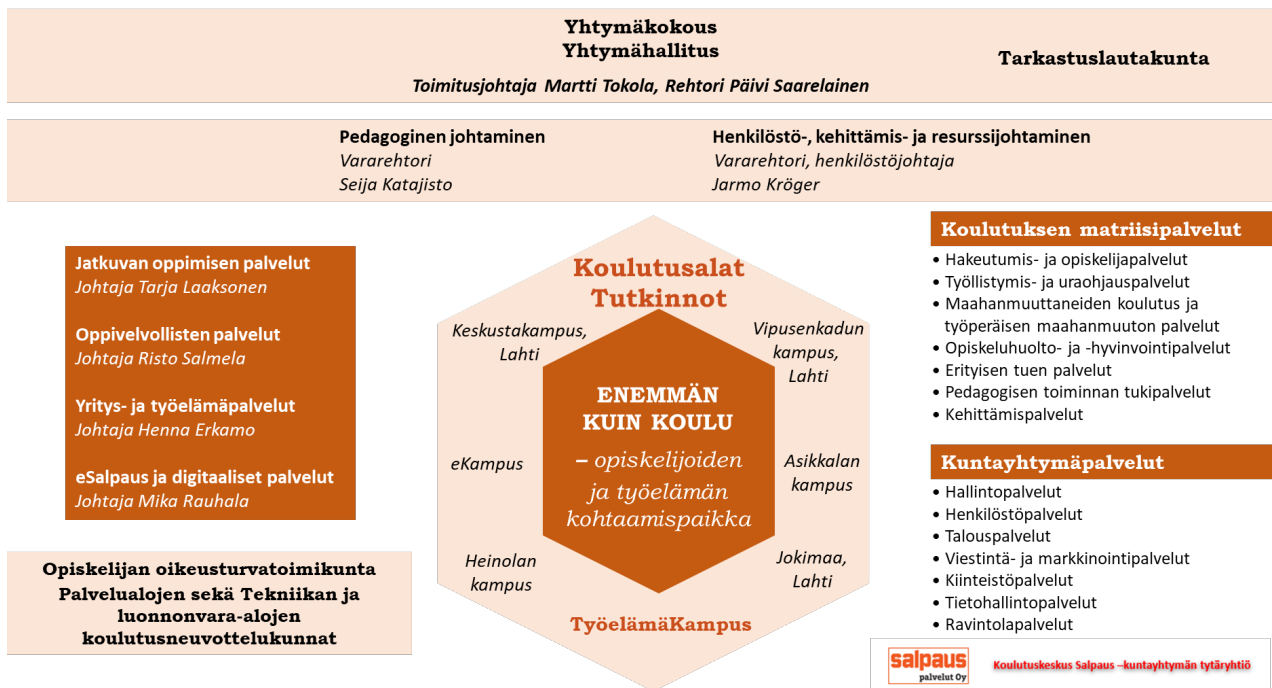 Yhtymäkokous
Yhtymähallitus
Tarkastuslautakunta
Toimitusjohtaja Martti Tokola, Rehtori Päivi Saarelainen
Pedagoginen johtaminen
Vararehtori
Seija Katajisto
Henkilöstö-, kehittämis- ja resurssijohtaminen
Vararehtori, henkilöstöjohtaja
Jarmo Kröger
Jatkuvan oppimisen palvelut
Johtaja Tarja Laaksonen
Oppivelvollisten palvelut
Johtaja Risto Salmela
Yritys- ja työelämäpalvelut
Johtaja Henna Erkamo
eSalpaus ja digitaaliset palvelut
Johtaja Mika Rauhala
Opiskelijan oikeusturvatoimikunta
Palvelualojen sekä Tekniikan ja
luonnonvara-alojen
koulutusneuvottelukunnat
Koulutusalat
Tutkinnot
Keskustakampus,
Lahti
Vipusenkadun
kampus,
Lahti
ENEMMÄN
KUIN KOULU
– opiskelijoiden
ja työelämän
kohtaamispaikka
eKampus
Asikkalan
kampus
Heinolan
kampus
Jokimaa,
Lahti
TyöelämäKampus
Koulutuksen matriisipalvelut
• Hakeutumis- ja opiskelijapalvelut
• Työllistymis- ja uraohjauspalvelut
• Maahanmuuttaneiden koulutus ja
työperäisen maahanmuuton palvelut
• Opiskeluhuolto- ja -hyvinvointipalvelut
• Erityisen tuen palvelut
• Pedagogisen toiminnan tukipalvelut
• Kehittämispalvelut
Kuntayhtymäpalvelut
• Hallintopalvelut
• Henkilöstöpalvelut
• Talouspalvelut
• Viestintä- ja markkinointipalvelut
• Kiinteistöpalvelut
• Tietohallintopalvelut
• Ravintolapalvelut
salpaus
palvelut Oy
Koulutuskeskus Salpaus –kuntayhtymän tytäryhtiö